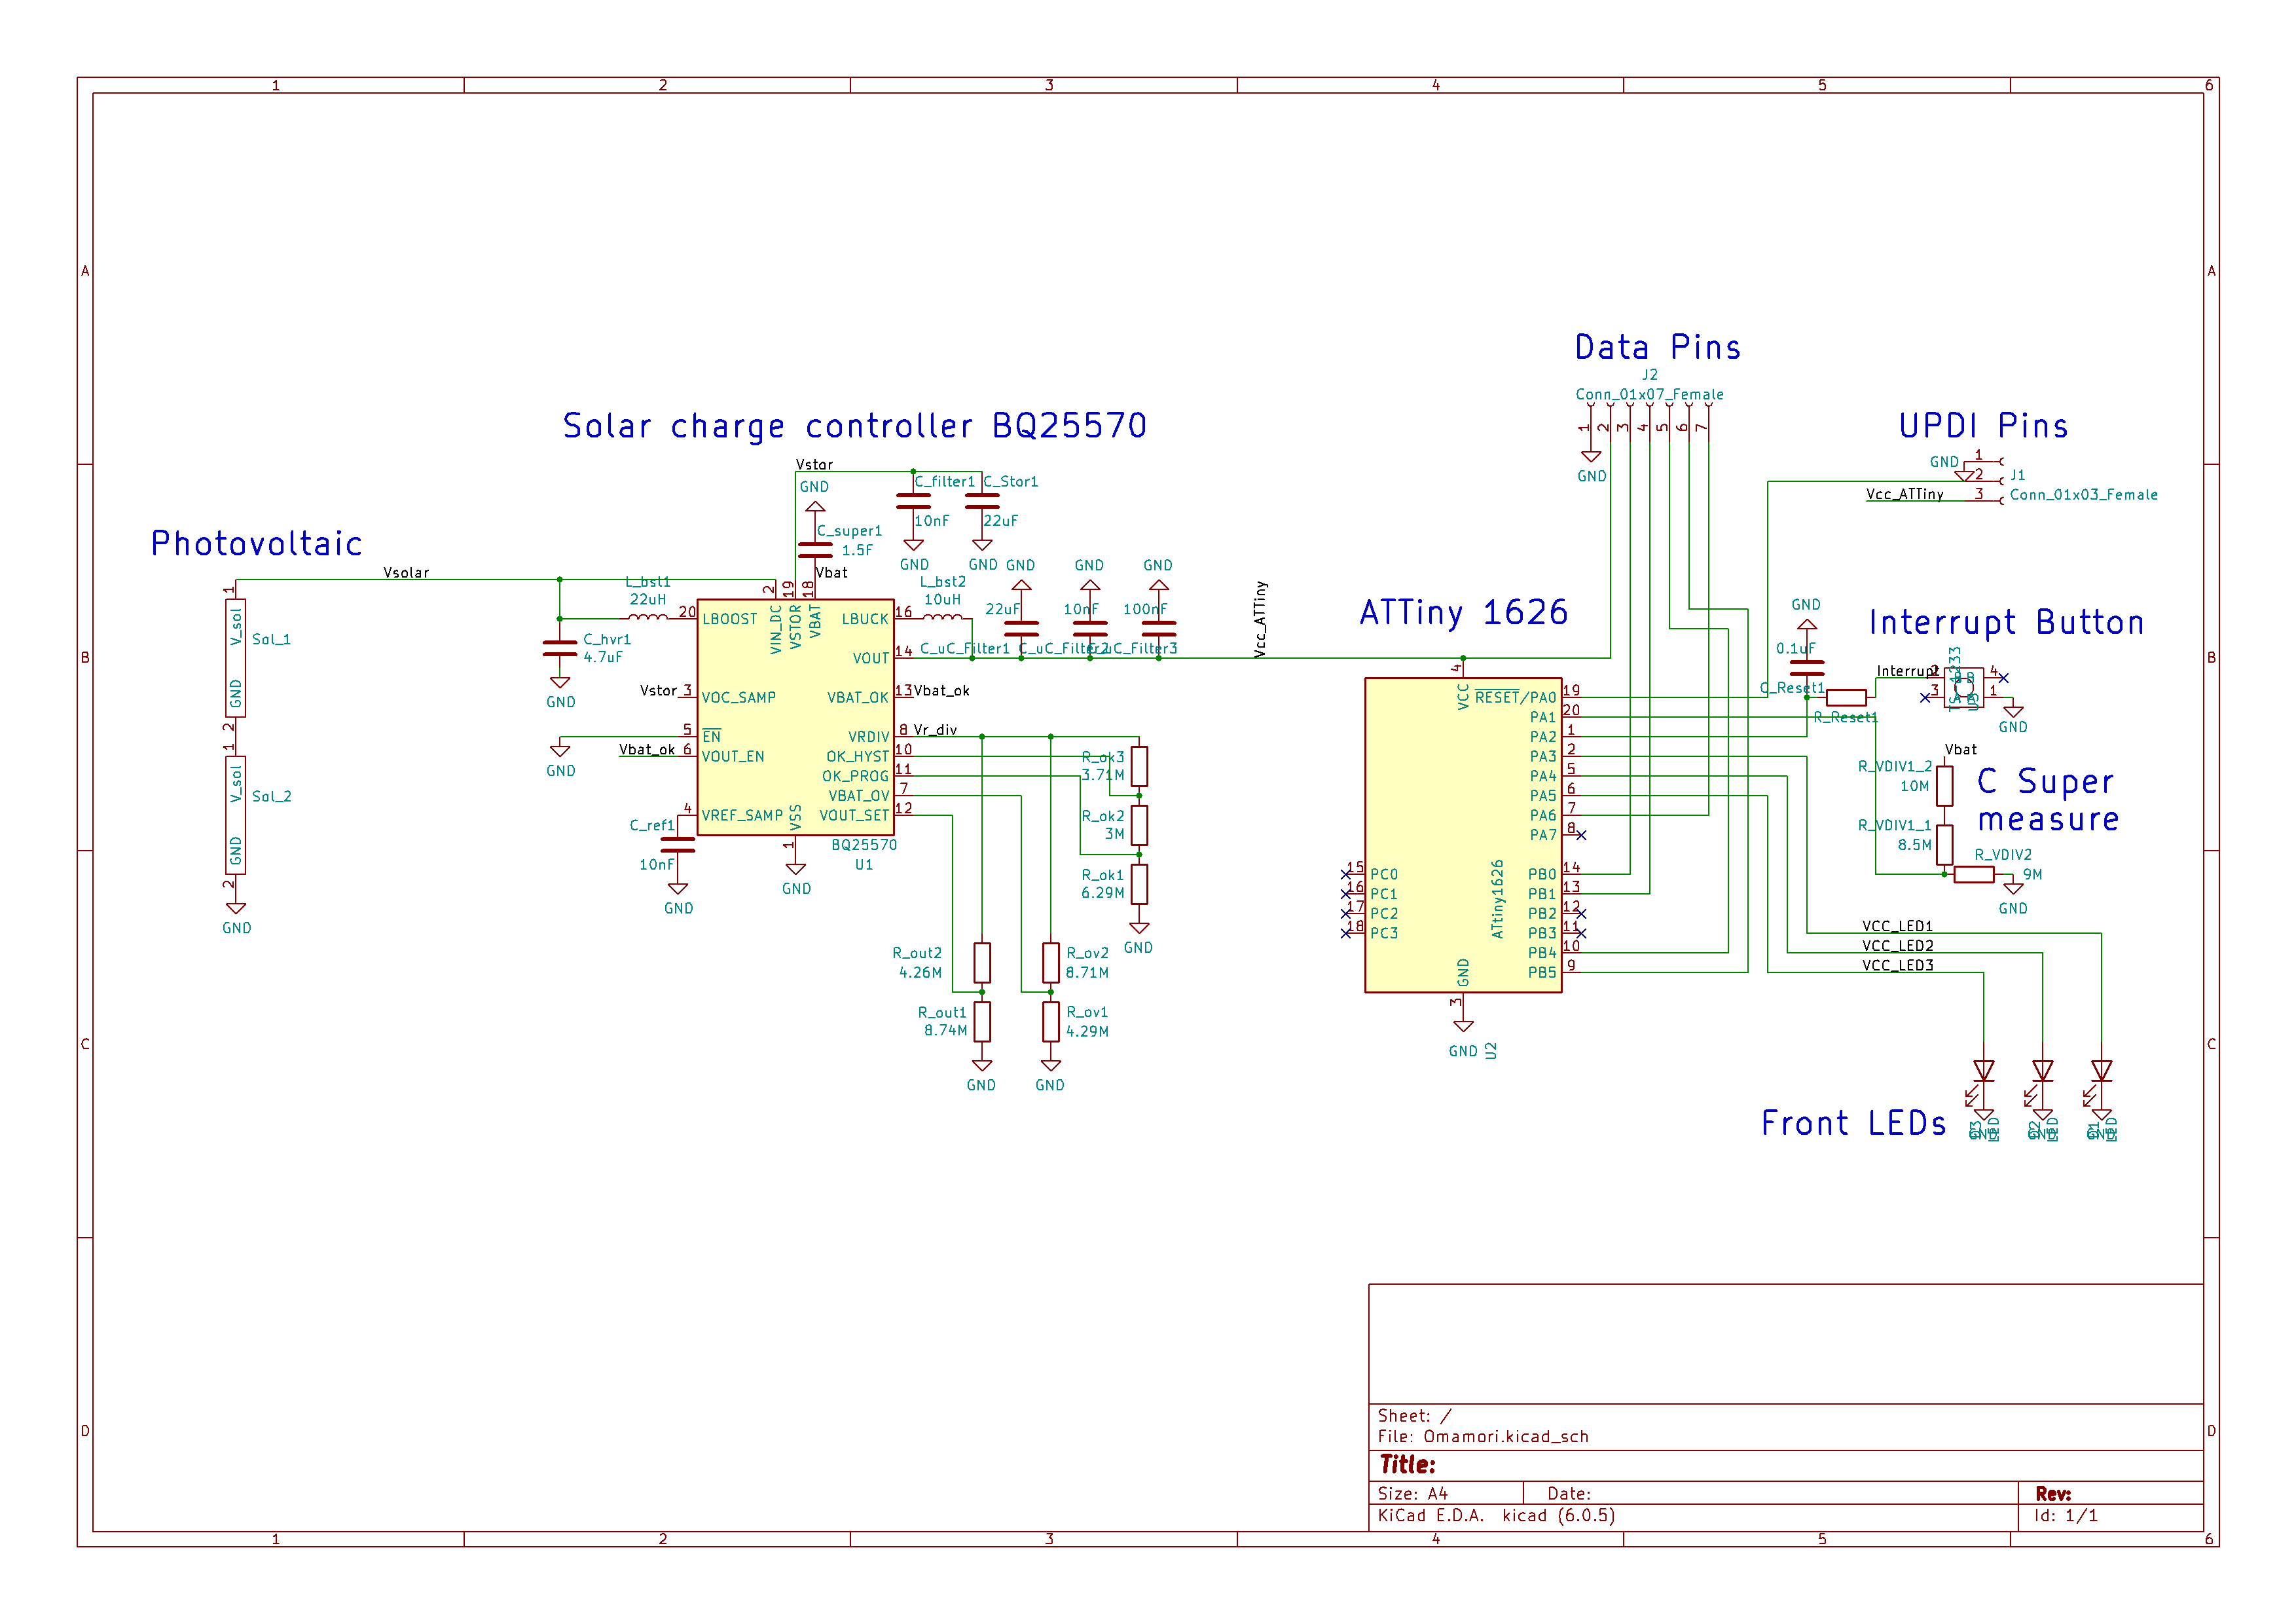 1 2 3 4 5 6
A A
B B
C C
D D
Photovoltaic
Vsolar
1
V_sol
Sol_1
GND
2
1
V_sol
Sol_2
GND
2
GND
Solar charge controller BQ25570
Vstor
GND
C_filter1 C_Stor1
10nF 22uF
C_super1
1.5F
GND GND
Vbat
L_bst1
22uH
C_hvr1
4.7uF
GND
2 19 18
20 LBOOST VIN_DC VSTOR VBAT LBUCK 16
L_bst2
10uH
VOUT 14
GND GND GND
22uF 10nF 100nF
C_uC_Filter1 C_uC_Filter2 C_uC_Filter3
Vcc_ATTiny
Vstor 3 VOC_SAMP VBAT_OK 13 Vbat_ok
5 EN VRDIV 8 Vr_div
GND
Vbat_ok 6 VOUT_EN OK_HYST 10
OK_PROG 11
VBAT_OV 7
4 VREF_SAMP VSS VOUT_SET 12
C_ref1
10nF
GND
1
GND
BQ25570
U1
R_ok3
3.71M
R_ok2
3M
R_ok1
6.29M
GND
R_out2
4.26M
R_out1
8.74M
GND
R_ov2
8.71M
R_ov1
4.29M
GND
ATTiny 1626
4
VCC
RESET/PA0 19
PA1 20
PA2 1
PA3 2
PA4 5
PA5 6
PA6 7
PA7 8
15 PC0 PB0 14
16 PC1 PB1 13
17 PC2 PB2 12
18 PC3 PB3 11
PB4 10
PB5 9
ATtiny1626
GND
3
GND
U2
Data Pins
J2
Conn_01x07_Female
1 2 3 4 5 6 7
GND
UPDI Pins
GND 1
2 J1
Vcc_ATTiny 3 Conn_01x03_Female
Interrupt Button
GND
0.1uF
C_Reset1
R_Reset1
Interrupt 2 4
3 1
GND
Vbat
R_VDIV1_2
10M
R_VDIV1_1
8.5M
C Super
measure
R_VDIV2
9M
GND
VCC_LED1
VCC_LED2
VCC_LED3
Front LEDs
LED LED LED
Sheet: /
File: Omamori.kicad_sch
Title:
Size: A4 Date: Rev:
KiCad E.D.A. kicad (6.0.5) Id: 1/1
1 2 3 4 5 6